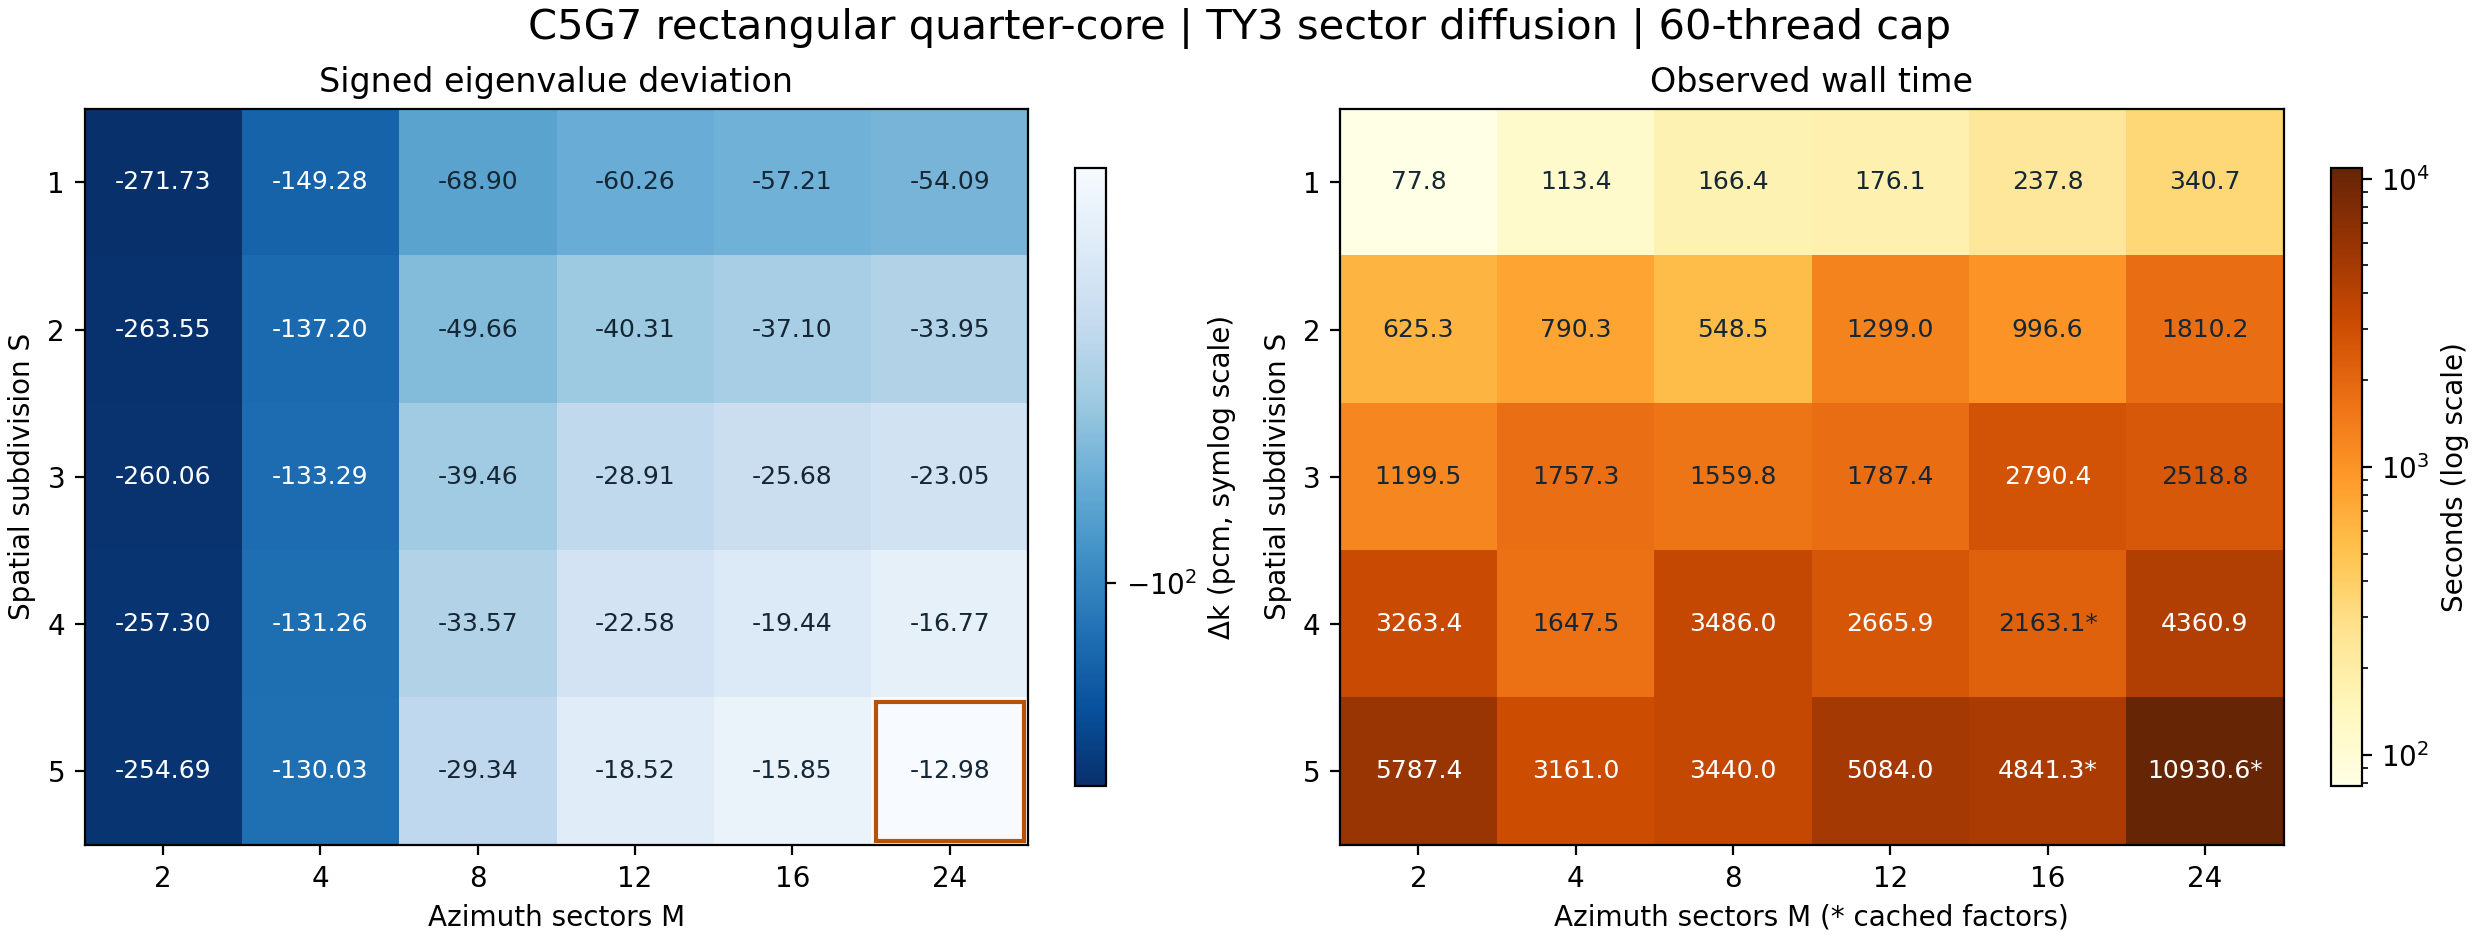 C5G7 rectangular quarter-core | TY3 sector diffusion | 60-thread cap
Signed eigenvalue deviation
Spatial subdivision S
1 -271.73 -149.28 -68.90 -60.26 -57.21 -54.09
2 -263.55 -137.20 -49.66 -40.31 -37.10 -33.95
3 -260.06 -133.29 -39.46 -28.91 -25.68 -23.05
4 -257.30 -131.26 -33.57 -22.58 -19.44 -16.77
5 -254.69 -130.03 -29.34 -18.52 -15.85 -12.98
2 4 8 12 16 24
Azimuth sectors M
−10²
Δk (pcm, symlog scale)
Observed wall time
Spatial subdivision S
1 77.8 113.4 166.4 176.1 237.8 340.7
2 625.3 790.3 548.5 1299.0 996.6 1810.2
3 1199.5 1757.3 1559.8 1787.4 2790.4 2518.8
4 3263.4 1647.5 3486.0 2665.9 2163.1* 4360.9
5 5787.4 3161.0 3440.0 5084.0 4841.3* 10930.6*
2 4 8 12 16 24
Azimuth sectors M (* cached factors)
10⁴
10³
10²
Seconds (log scale)